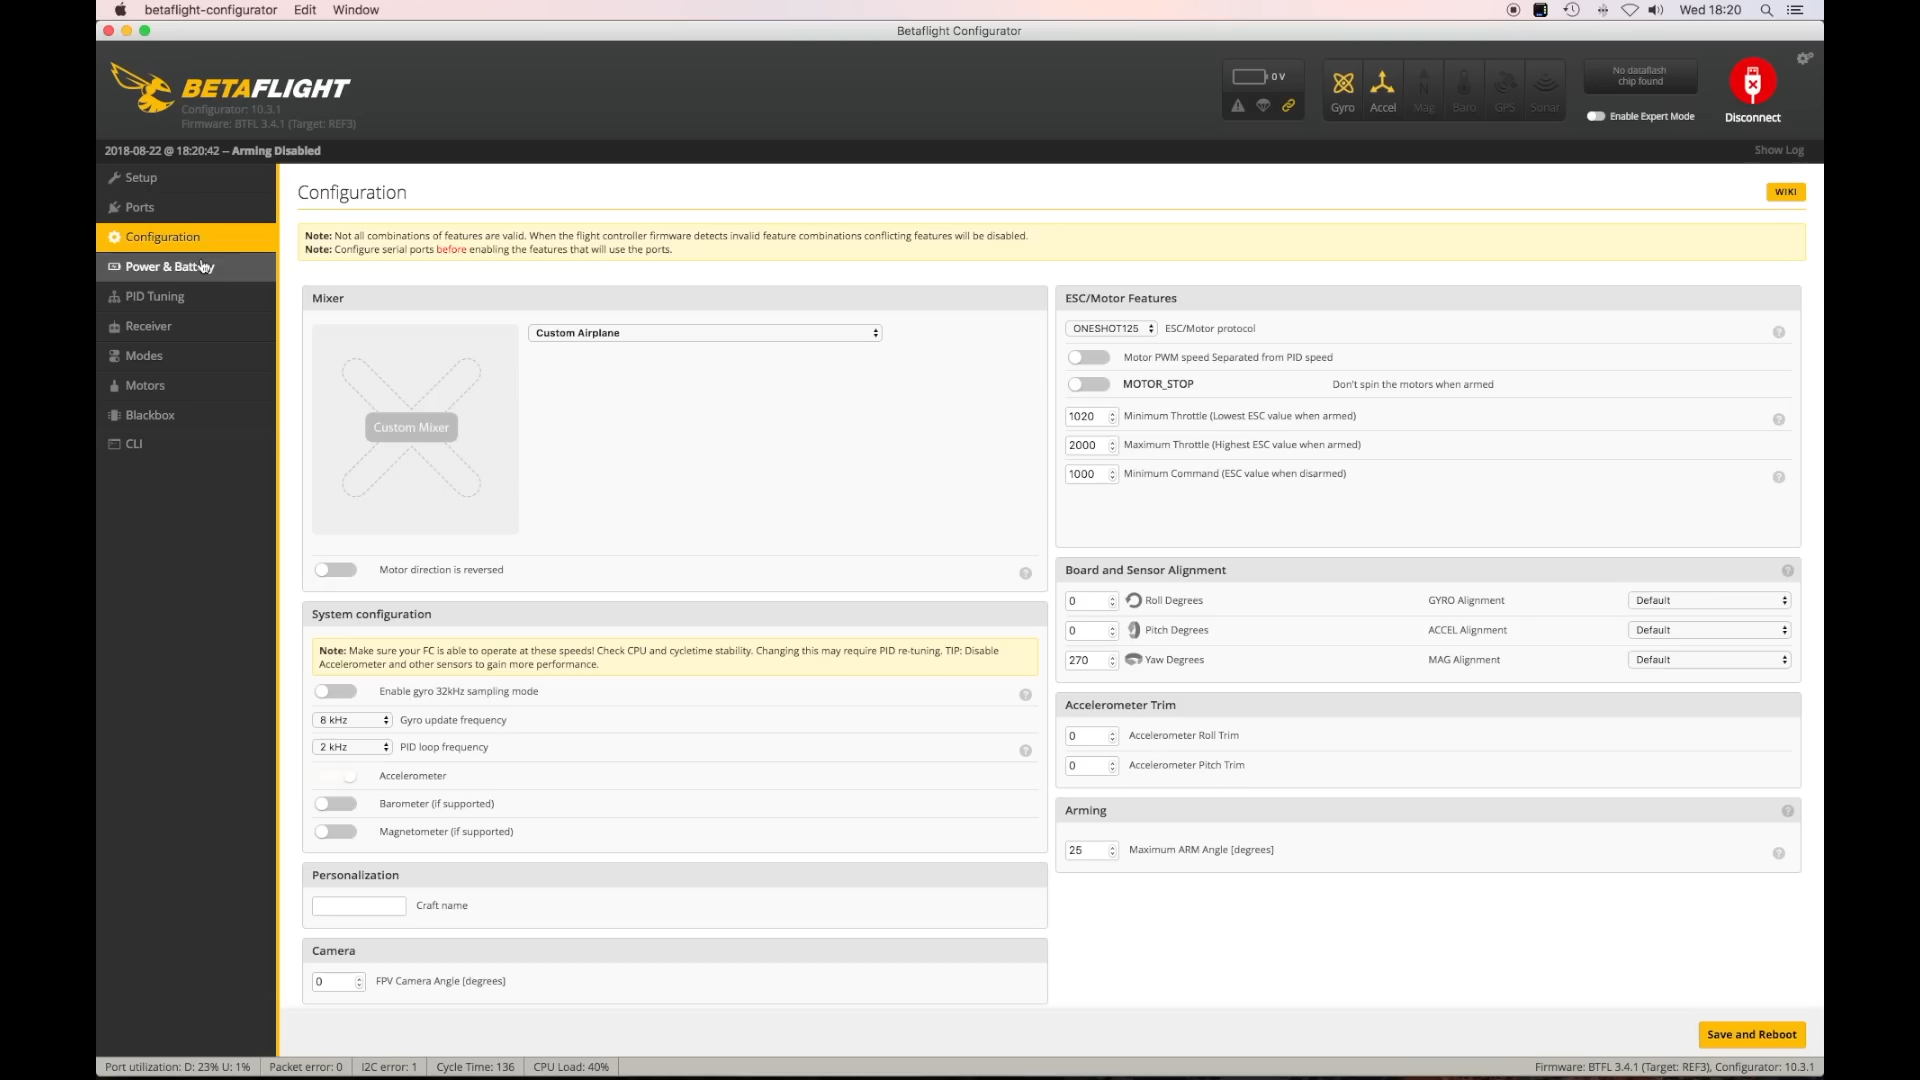 betaflight-configurator Edit Window
Wed 18:20
Betaflight Configurator
BETAFLIGHT
Configurator: 10.3.1
Firmware: BTFL 3.4.1 (Target: REF3)
0 V
Gyro Accel Mag Baro GPS Sonar
No dataflash
chip found
Enable Expert Mode
Disconnect
2018-08-22 @ 18:20:42 -- Arming Disabled
Show Log
Setup
Ports
Configuration
Power & Battery
PID Tuning
Receiver
Modes
Motors
Blackbox
CLI
Configuration
WIKI
Note: Not all combinations of features are valid. When the flight controller firmware detects invalid feature combinations conflicting features will be disabled.
Note: Configure serial ports before enabling the features that will use the ports.
Mixer
Custom Airplane
Custom Mixer
Motor direction is reversed
?
System configuration
Note: Make sure your FC is able to operate at these speeds! Check CPU and cycletime stability. Changing this may require PID re-tuning. TIP: Disable
Accelerometer and other sensors to gain more performance.
Enable gyro 32kHz sampling mode
?
8 kHz Gyro update frequency
2 kHz PID loop frequency
?
Accelerometer
Barometer (if supported)
Magnetometer (if supported)
Personalization
Craft name
Camera
0 FPV Camera Angle [degrees]
ESC/Motor Features
ONESHOT125 ESC/Motor protocol
?
Motor PWM speed Separated from PID speed
MOTOR_STOP Don't spin the motors when armed
1020 Minimum Throttle (Lowest ESC value when armed)
?
2000 Maximum Throttle (Highest ESC value when armed)
1000 Minimum Command (ESC value when disarmed)
?
Board and Sensor Alignment
?
0 Roll Degrees GYRO Alignment Default
0 Pitch Degrees ACCEL Alignment Default
270 Yaw Degrees MAG Alignment Default
Accelerometer Trim
0 Accelerometer Roll Trim
0 Accelerometer Pitch Trim
Arming
?
25 Maximum ARM Angle [degrees]
?
Save and Reboot
Port utilization: D: 23% U: 1% Packet error: 0 I2C error: 1 Cycle Time: 136 CPU Load: 40%
Firmware: BTFL 3.4.1 (Target: REF3), Configurator: 10.3.1